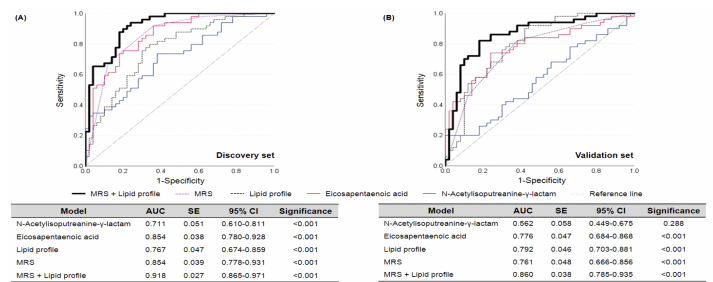 (A)
1.0
0.8
0.6
0.4
0.2
0.0
Sensitivity
0.0 0.2 0.4 0.6 0.8 1.0
1-Specificity
Discovery set
(B)
1.0
0.8
0.6
0.4
0.2
0.0
Sensitivity
0.0 0.2 0.4 0.6 0.8 1.0
1-Specificity
Validation set
MRS + Lipid profile MRS Lipid profile Eicosapentaenoic acid N-Acetylisoputreanine-γ-lactam Reference line
Model AUC SE 95% CI Significance
N-Acetylisoputreanine-γ-lactam 0.711 0.051 0.610-0.811 <0.001
Eicosapentaenoic acid 0.854 0.038 0.780-0.928 <0.001
Lipid profile 0.767 0.047 0.674-0.859 <0.001
MRS 0.854 0.039 0.778-0.931 <0.001
MRS + Lipid profile 0.918 0.027 0.865-0.971 <0.001
Model AUC SE 95% CI Significance
N-Acetylisoputreanine-γ-lactam 0.562 0.058 0.449-0.675 0.288
Eicosapentaenoic acid 0.776 0.047 0.684-0.868 <0.001
Lipid profile 0.792 0.046 0.703-0.881 <0.001
MRS 0.761 0.048 0.666-0.856 <0.001
MRS + Lipid profile 0.860 0.038 0.785-0.935 <0.001